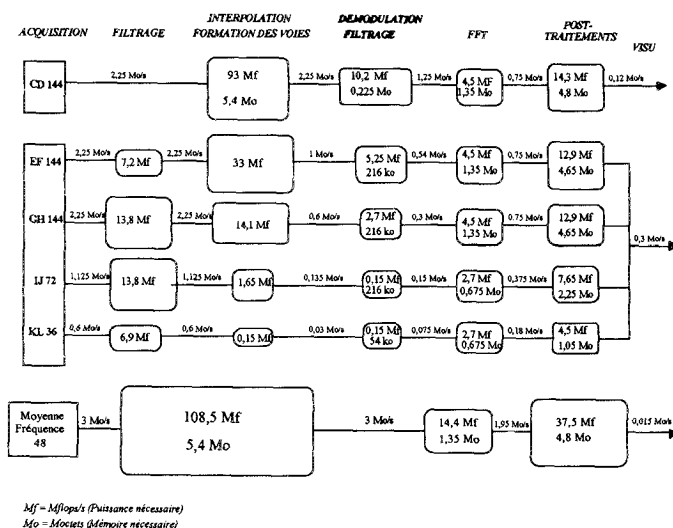 ACQUISITION FILTRAGE INTERPOLATION FORMATION DES VOIES DEMODULATION FILTRAGE FFT POST-TRAITEMENTS VISU
CD 144 2,25 Mo/s 93 Mf 5,4 Mo 2,25 Mo/s 10,2 Mf 0,225 Mo 1,25 Mo/s 4,5 MF 1,35 Mo 0,75 Mo/s 14,3 Mf 4,8 Mo 0,12 Mo/s
EF 144 2,25 Mo/s 7,2 Mf 2,25 Mo/s 33 Mf 1 Mo/s 5,25 Mf 216 ko 0,54 Mo/s 4,5 Mf 1,35 Mo 0,75 Mo/s 12,9 Mf 4,65 Mo
GH 144 2,25 Mo/s 13,8 Mf 2,25 Mo/s 14,1 Mf 0,6 Mo/s 2,7 Mf 216 ko 0,3 Mo/s 4,5 Mf 1,35 Mo 0,75 Mo/s 12,9 Mf 4,65 Mo 0,3 Mo/s
IJ 72 1,125 Mo/s 13,8 Mf 1,125 Mo/s 1,65 Mf 0,135 Mo/s 0,15 Mf 216 ko 0,15 Mo/s 2,7 Mf 0,675 Mo 0,375 Mo/s 7,65 Mf 2,25 Mo
KL 36 0,6 Mo/s 6,9 Mf 0,6 Mo/s 0,15 Mf 0,03 Mo/s 0,15 Mf 54 ko 0,075 Mo/s 2,7 Mf 0,675 Mo 0,18 Mo/s 4,5 Mf 1,05 Mo
Moyenne Fréquence 48 3 Mo/s 108,5 Mf 5,4 Mo 3 Mo/s 14,4 Mf 1,35 Mo 1,95 Mo/s 37,5 Mf 4,8 Mo 0,015 Mo/s
Mf = Mflops/s (Puissance nécessaire)
Mo = Moctets (Mémoire nécessaire)